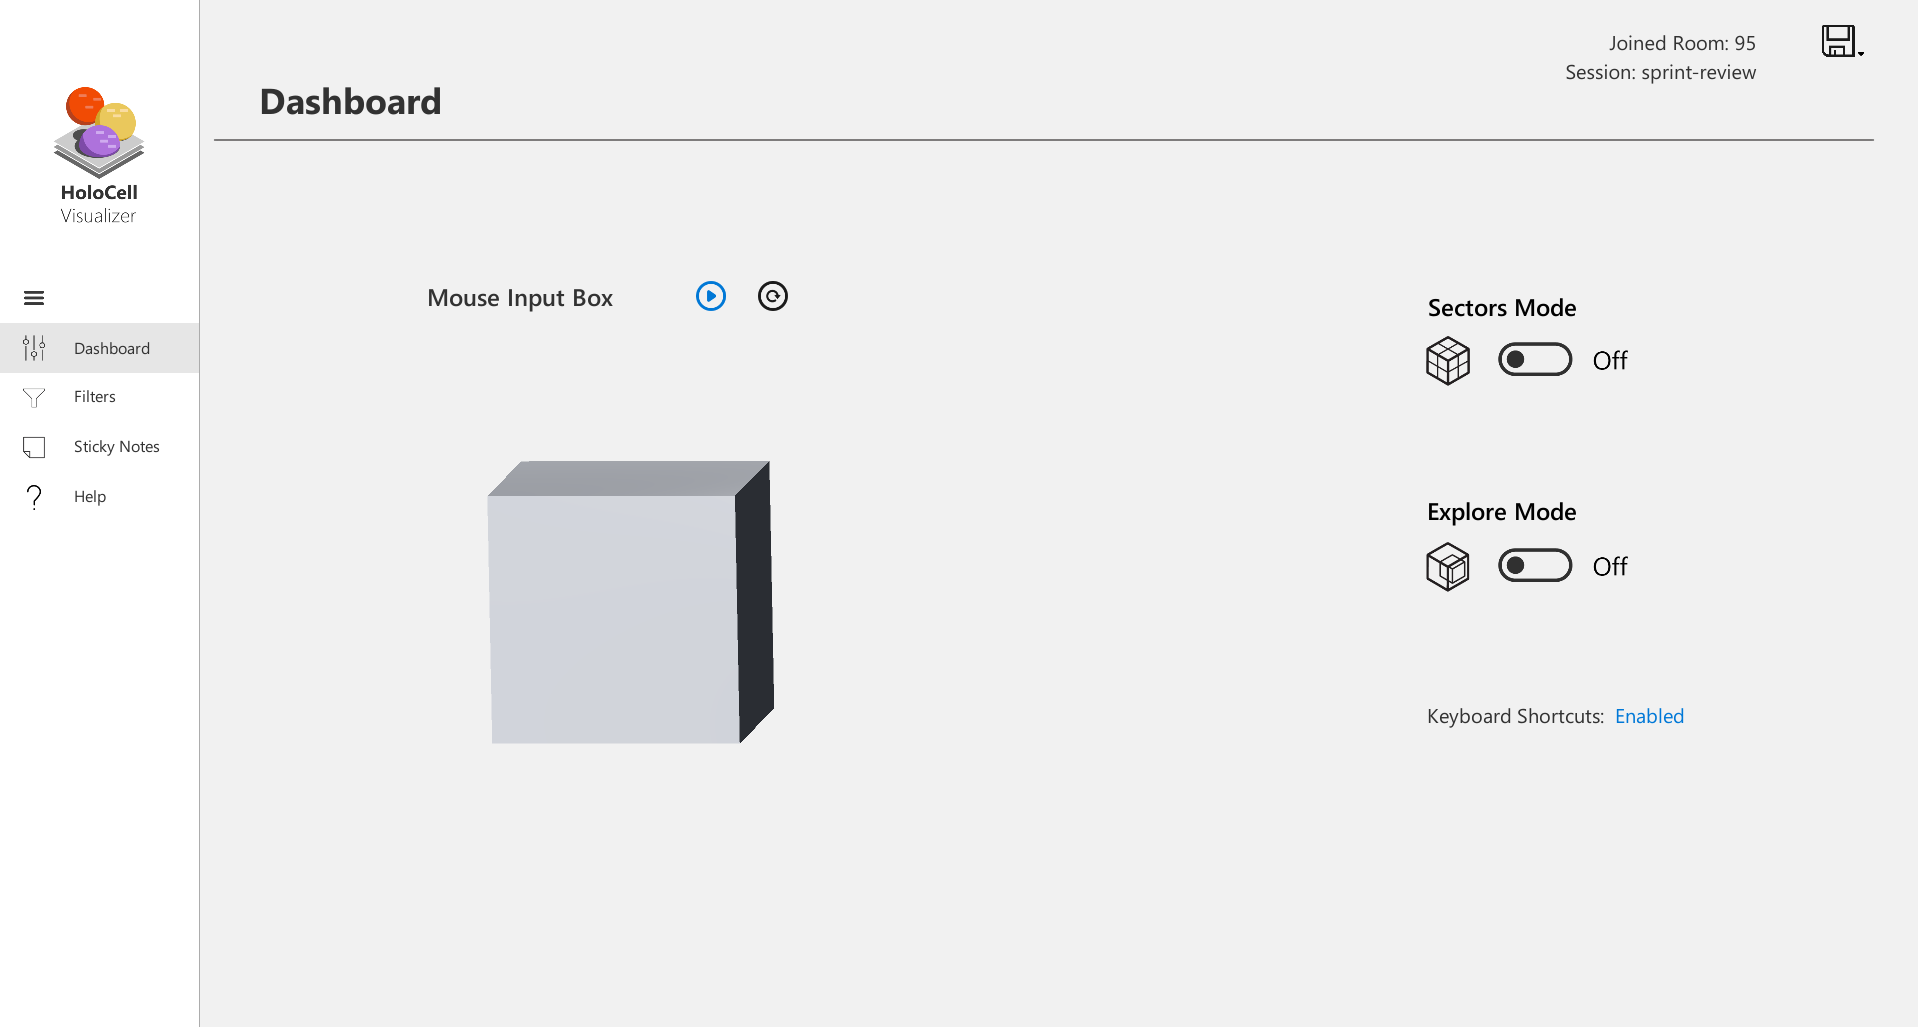 Joined Room: 95
Session: sprint-review
Dashboard
HoloCell
Visualizer
Dashboard
Filters
Sticky Notes
Help
Mouse Input Box
Sectors Mode
Off
Explore Mode
Off
Keyboard Shortcuts: Enabled